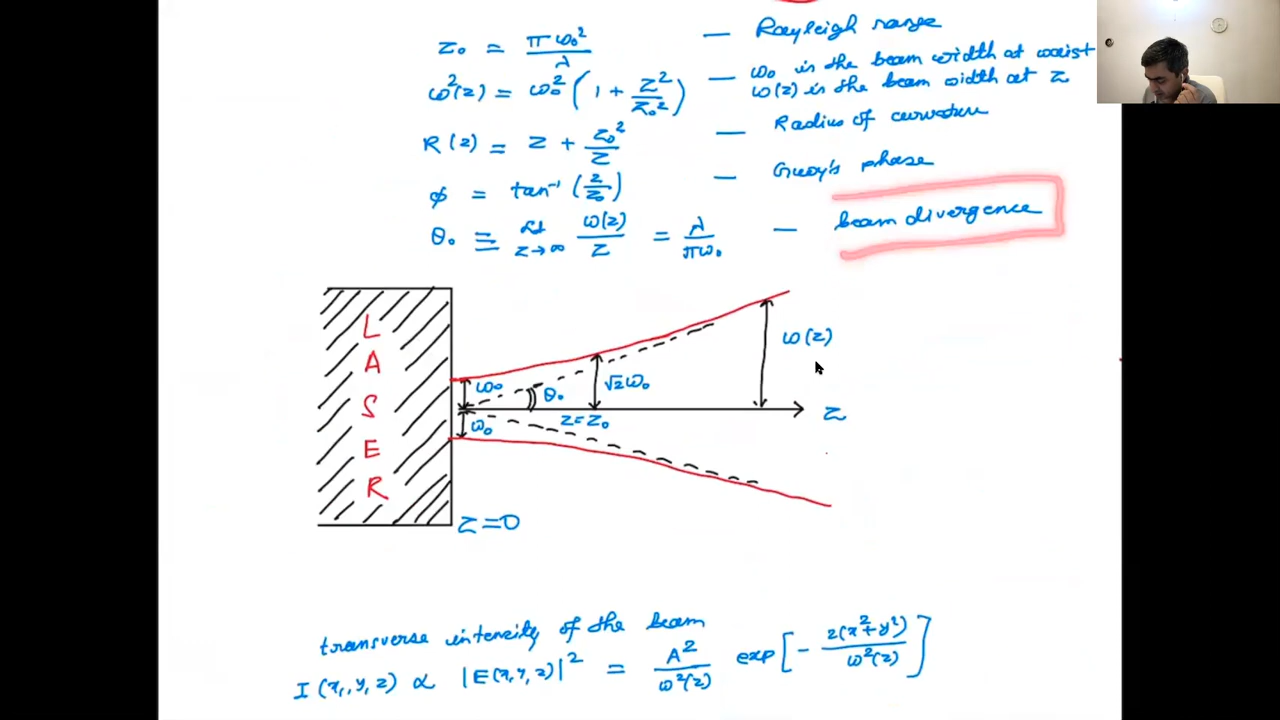 z₀ = πω₀²/λ — Rayleigh range
ω²(z) = ω₀² (1 + z²/z₀²) — ω₀ is the beam width at waist
ω(z) is the beam width at z
R(z) = z + z₀²/z — Radius of curvature
φ = tan⁻¹(z/z₀) — Guoy's phase
θ₀ ≡ Lt z→∞ ω(z)/z = λ/πω₀ — beam divergence
LASER
ω₀
θ₀
√2ω₀
ω(z)
z
ω₀
z=z₀
z=0
transverse intensity of the beam
I(x,y,z) ∝ |E(x,y,z)|² = A²/ω²(z) exp[-2(x²+y²)/ω²(z)]